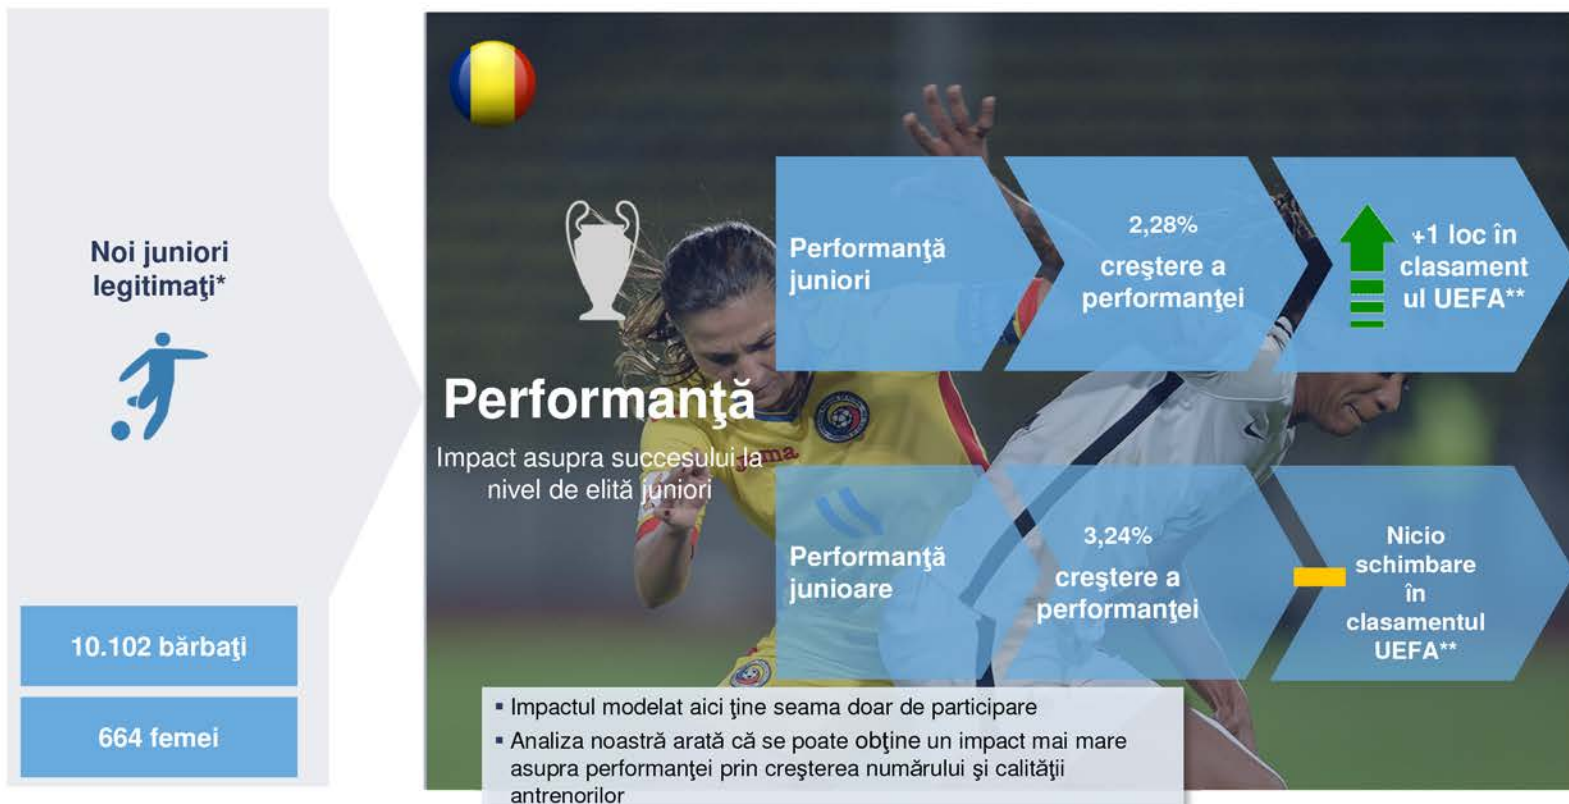 Noi juniori
legitimaţi*
10.102 bărbaţi
664 femei
Performanţă
Impact asupra succesului la
nivel de elită juniori
Performanţă
juniori
2,28%
creştere a
performanţei
+1 loc în
clasament
ul UEFA**
joma
Performanţă
junioare
3,24%
creştere a
performanţei
Nicio
schimbare
în
clasamentul
UEFA**
▪ Impactul modelat aici ţine seama doar de participare
▪ Analiza noastră arată că se poate obţine un impact mai mare
asupra performanţei prin creşterea numărului şi calităţii
antrenorilor